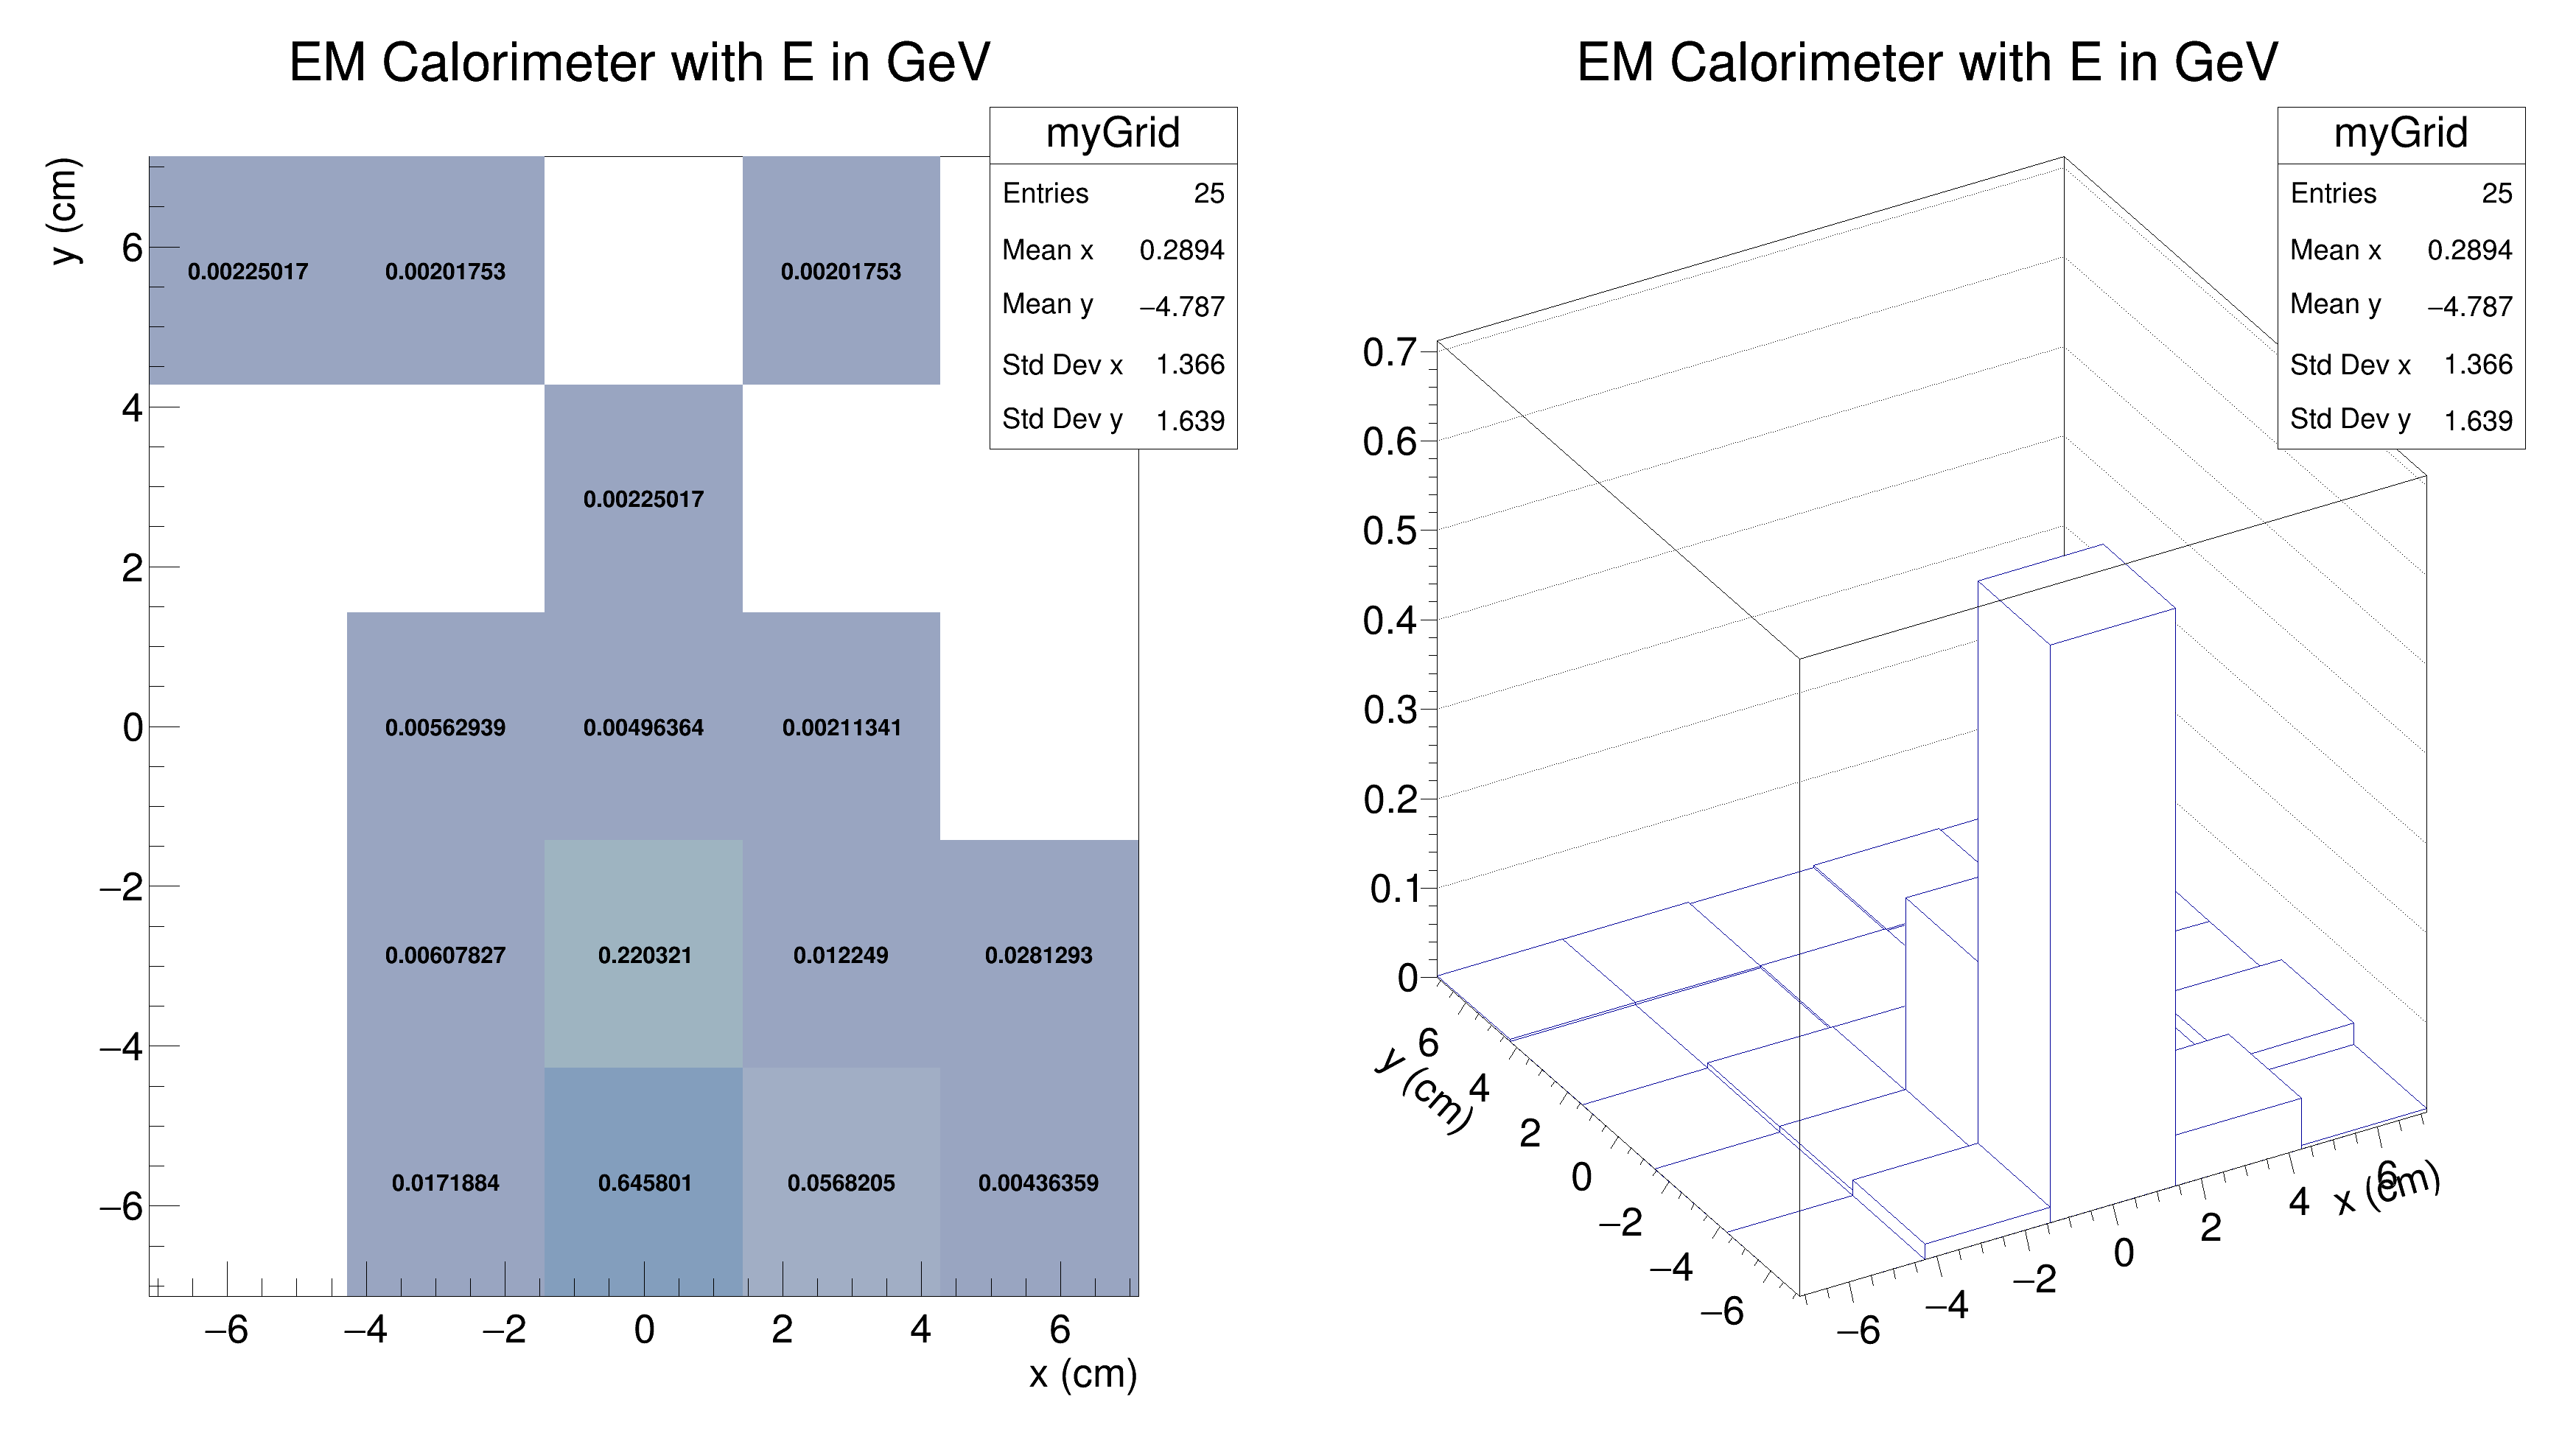 EM Calorimeter with E in GeV
myGrid
Entries 25
Mean x 0.2894
Mean y −4.787
Std Dev x 1.366
Std Dev y 1.639
y (cm)
6
4
2
0
−2
−4
−6
0.00225017 0.00201753 0.00201753
0.00225017
0.00562939 0.00496364 0.00211341
0.00607827 0.220321 0.012249 0.0281293
0.0171884 0.645801 0.0568205 0.00436359
−6 −4 −2 0 2 4 6
x (cm)
EM Calorimeter with E in GeV
myGrid
Entries 25
Mean x 0.2894
Mean y −4.787
Std Dev x 1.366
Std Dev y 1.639
0.7
0.6
0.5
0.4
0.3
0.2
0.1
0
6
4
2
0
−2
−4
−6
y (cm)
−6
−4
−2
0
2
4
6
x (cm)